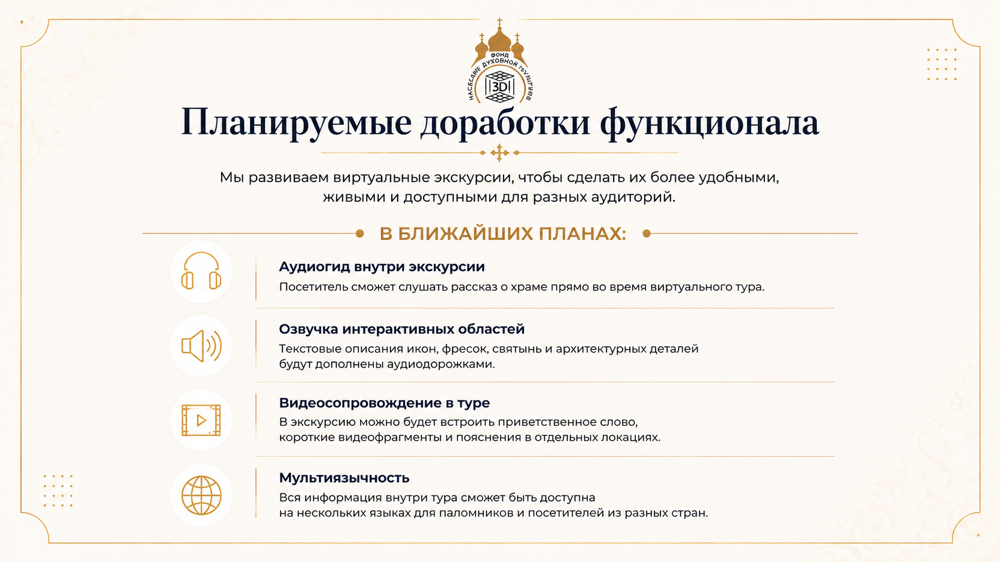 ФОНД
ДУХОВНОЙ
3D
Планируемые доработки функционала
Мы развиваем виртуальные экскурсии, чтобы сделать их более удобными,
живыми и доступными для разных аудиторий.
В БЛИЖАЙШИХ ПЛАНАХ:
Аудиогид внутри экскурсии
Посетитель сможет слушать рассказ о храме прямо во время виртуального тура.
Озвучка интерактивных областей
Текстовые описания икон, фресок, святынь и архитектурных деталей
будут дополнены аудиодорожками.
Видеосопровождение в туре
В экскурсию можно будет встроить приветственное слово,
короткие видеофрагменты и пояснения в отдельных локациях.
Мультиязычность
Вся информация внутри тура сможет быть доступна
на нескольких языках для паломников и посетителей из разных стран.